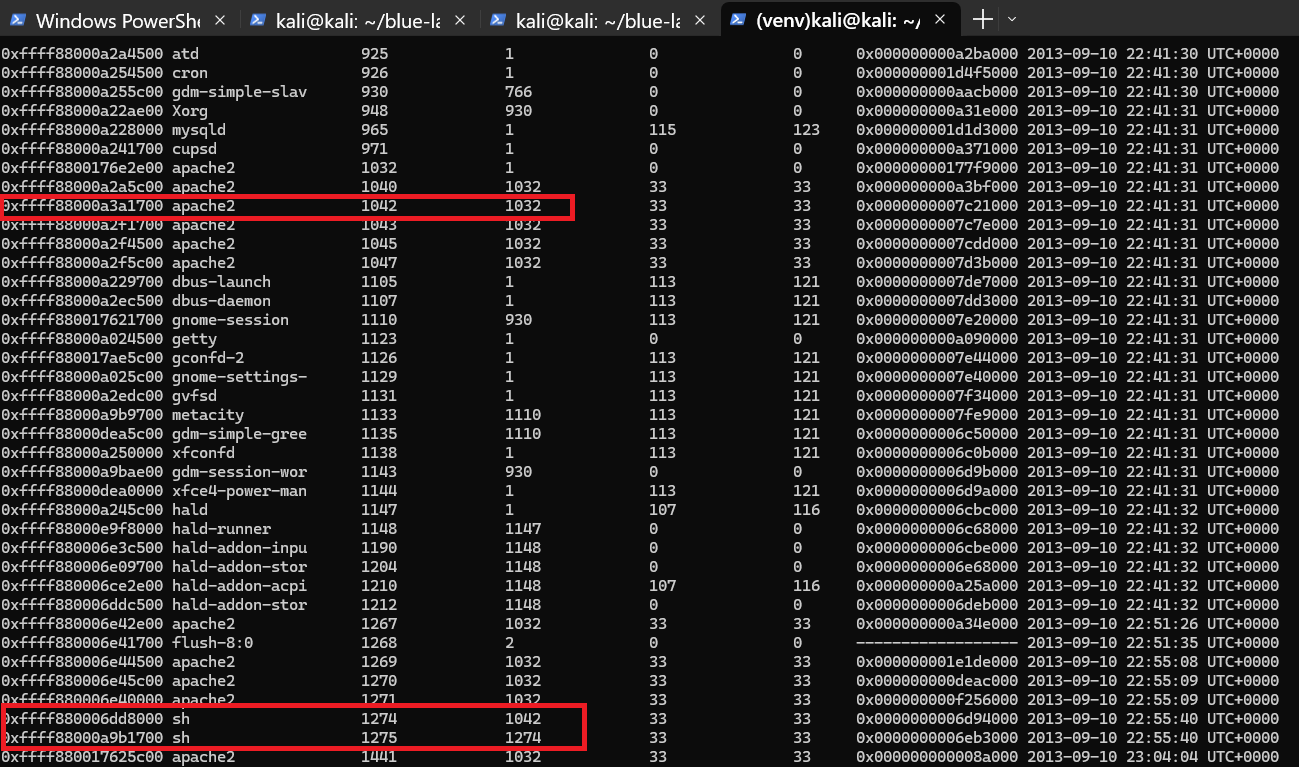 Windows PowerShe × kali@kali: ~/blue-la × kali@kali: ~/blue-la × (venv)kali@kali: ~/ ×
0xffff88000a2a4500 atd 925 1 0 0 0x000000000a2ba000 2013-09-10 22:41:30 UTC+0000
0xffff88000a254500 cron 926 1 0 0 0x000000001d4f5000 2013-09-10 22:41:30 UTC+0000
0xffff88000a255c00 gdm-simple-slav 930 766 0 0 0x000000000aacb000 2013-09-10 22:41:30 UTC+0000
0xffff88000a22ae00 Xorg 948 930 0 0 0x000000000a31e000 2013-09-10 22:41:31 UTC+0000
0xffff88000a228000 mysqld 965 1 115 123 0x000000001d1d3000 2013-09-10 22:41:31 UTC+0000
0xffff88000a241700 cupsd 971 1 0 0 0x000000000a371000 2013-09-10 22:41:31 UTC+0000
0xffff8800176e2e00 apache2 1032 1 0 0 0x00000000177f9000 2013-09-10 22:41:31 UTC+0000
0xffff88000a2a5c00 apache2 1040 1032 33 33 0x000000000a3bf000 2013-09-10 22:41:31 UTC+0000
0xffff88000a3a1700 apache2 1042 1032 33 33 0x0000000007c21000 2013-09-10 22:41:31 UTC+0000
0xffff88000a2f1700 apache2 1043 1032 33 33 0x0000000007c7e000 2013-09-10 22:41:31 UTC+0000
0xffff88000a2f4500 apache2 1045 1032 33 33 0x0000000007cdd000 2013-09-10 22:41:31 UTC+0000
0xffff88000a2f5c00 apache2 1047 1032 33 33 0x0000000007d3b000 2013-09-10 22:41:31 UTC+0000
0xffff88000a229700 dbus-launch 1105 1 113 121 0x0000000007de7000 2013-09-10 22:41:31 UTC+0000
0xffff88000a2ec500 dbus-daemon 1107 1 113 121 0x0000000007dd3000 2013-09-10 22:41:31 UTC+0000
0xffff880017621700 gnome-session 1110 930 113 121 0x0000000007e20000 2013-09-10 22:41:31 UTC+0000
0xffff88000a024500 getty 1123 1 0 0 0x000000000a090000 2013-09-10 22:41:31 UTC+0000
0xffff880017ae5c00 gconfd-2 1126 1 113 121 0x0000000007e44000 2013-09-10 22:41:31 UTC+0000
0xffff88000a025c00 gnome-settings- 1129 1 113 121 0x0000000007e40000 2013-09-10 22:41:31 UTC+0000
0xffff88000a2edc00 gvfsd 1131 1 113 121 0x0000000007f34000 2013-09-10 22:41:31 UTC+0000
0xffff88000a9b9700 metacity 1133 1110 113 121 0x0000000007fe9000 2013-09-10 22:41:31 UTC+0000
0xffff88000dea5c00 gdm-simple-gree 1135 1110 113 121 0x0000000006c50000 2013-09-10 22:41:31 UTC+0000
0xffff88000a250000 xfconfd 1138 1 113 121 0x0000000006c0b000 2013-09-10 22:41:31 UTC+0000
0xffff88000a9bae00 gdm-session-wor 1143 930 0 0 0x0000000006d9b000 2013-09-10 22:41:31 UTC+0000
0xffff88000dea0000 xfce4-power-man 1144 1 113 121 0x0000000006d9a000 2013-09-10 22:41:31 UTC+0000
0xffff88000a245c00 hald 1147 1 107 116 0x0000000006cbc000 2013-09-10 22:41:32 UTC+0000
0xffff88000e9f8000 hald-runner 1148 1147 0 0 0x0000000006c68000 2013-09-10 22:41:32 UTC+0000
0xffff880006e3c500 hald-addon-inpu 1190 1148 0 0 0x0000000006cbe000 2013-09-10 22:41:32 UTC+0000
0xffff880006e09700 hald-addon-stor 1204 1148 0 0 0x0000000006e68000 2013-09-10 22:41:32 UTC+0000
0xffff880006ce2e00 hald-addon-acpi 1210 1148 107 116 0x000000000a25a000 2013-09-10 22:41:32 UTC+0000
0xffff880006ddc500 hald-addon-stor 1212 1148 0 0 0x0000000006deb000 2013-09-10 22:41:32 UTC+0000
0xffff880006e42e00 apache2 1267 1032 33 33 0x000000000a34e000 2013-09-10 22:51:26 UTC+0000
0xffff880006e41700 flush-8:0 1268 2 0 0 ------------------ 2013-09-10 22:51:35 UTC+0000
0xffff880006e44500 apache2 1269 1032 33 33 0x000000001e1de000 2013-09-10 22:55:08 UTC+0000
0xffff880006e45c00 apache2 1270 1032 33 33 0x000000000deac000 2013-09-10 22:55:09 UTC+0000
0xffff880006e40000 apache2 1271 1032 33 33 0x000000000f256000 2013-09-10 22:55:09 UTC+0000
0xffff880006dd8000 sh 1274 1042 33 33 0x0000000006d94000 2013-09-10 22:55:40 UTC+0000
0xffff88000a9b1700 sh 1275 1274 33 33 0x0000000006eb3000 2013-09-10 22:55:40 UTC+0000
0xffff880017625c00 apache2 1441 1032 33 33 0x000000000008a000 2013-09-10 23:04:04 UTC+0000